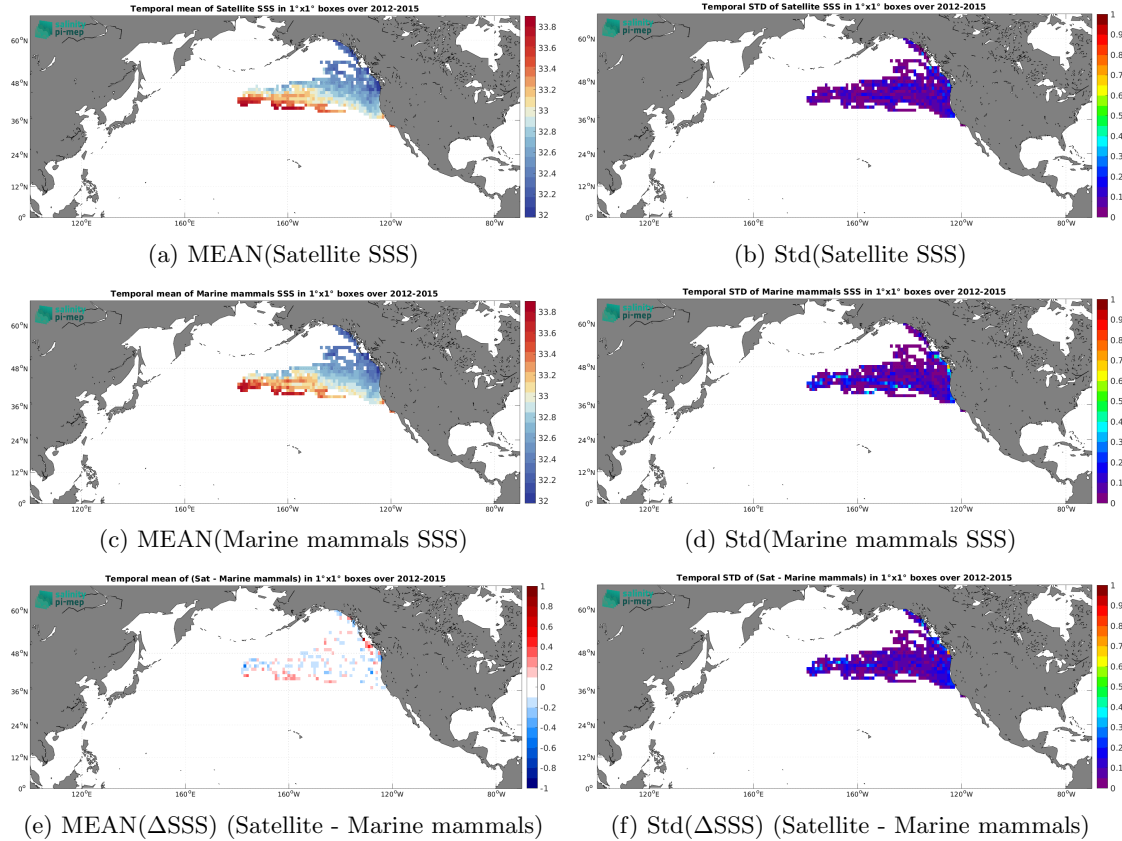 Temporal mean of Satellite SSS in 1°x1° boxes over 2012-2015
salinity
pi-mep
60°N
48°N
36°N
24°N
12°N
0°
120°E
160°E
160°W
120°W
80°W
33.8
33.6
33.4
33.2
33
32.8
32.6
32.4
32.2
32
(a) MEAN(Satellite SSS)
Temporal STD of Satellite SSS in 1°x1° boxes over 2012-2015
salinity
pi-mep
60°N
48°N
36°N
24°N
12°N
0°
120°E
160°E
160°W
120°W
80°W
1
0.9
0.8
0.7
0.6
0.5
0.4
0.3
0.2
0.1
0
(b) Std(Satellite SSS)
Temporal mean of Marine mammals SSS in 1°x1° boxes over 2012-2015
salinity
pi-mep
60°N
48°N
36°N
24°N
12°N
0°
120°E
160°E
160°W
120°W
80°W
33.8
33.6
33.4
33.2
33
32.8
32.6
32.4
32.2
32
(c) MEAN(Marine mammals SSS)
Temporal STD of Marine mammals SSS in 1°x1° boxes over 2012-2015
salinity
pi-mep
60°N
48°N
36°N
24°N
12°N
0°
120°E
160°E
160°W
120°W
80°W
1
0.9
0.8
0.7
0.6
0.5
0.4
0.3
0.2
0.1
0
(d) Std(Marine mammals SSS)
Temporal mean of (Sat - Marine mammals) in 1°x1° boxes over 2012-2015
salinity
pi-mep
60°N
48°N
36°N
24°N
12°N
0°
120°E
160°E
160°W
120°W
80°W
1
0.8
0.6
0.4
0.2
0
-0.2
-0.4
-0.6
-0.8
-1
(e) MEAN(ΔSSS) (Satellite - Marine mammals)
Temporal STD of (Sat - Marine mammals) in 1°x1° boxes over 2012-2015
salinity
pi-mep
60°N
48°N
36°N
24°N
12°N
0°
120°E
160°E
160°W
120°W
80°W
1
0.9
0.8
0.7
0.6
0.5
0.4
0.3
0.2
0.1
0
(f) Std(ΔSSS) (Satellite - Marine mammals)